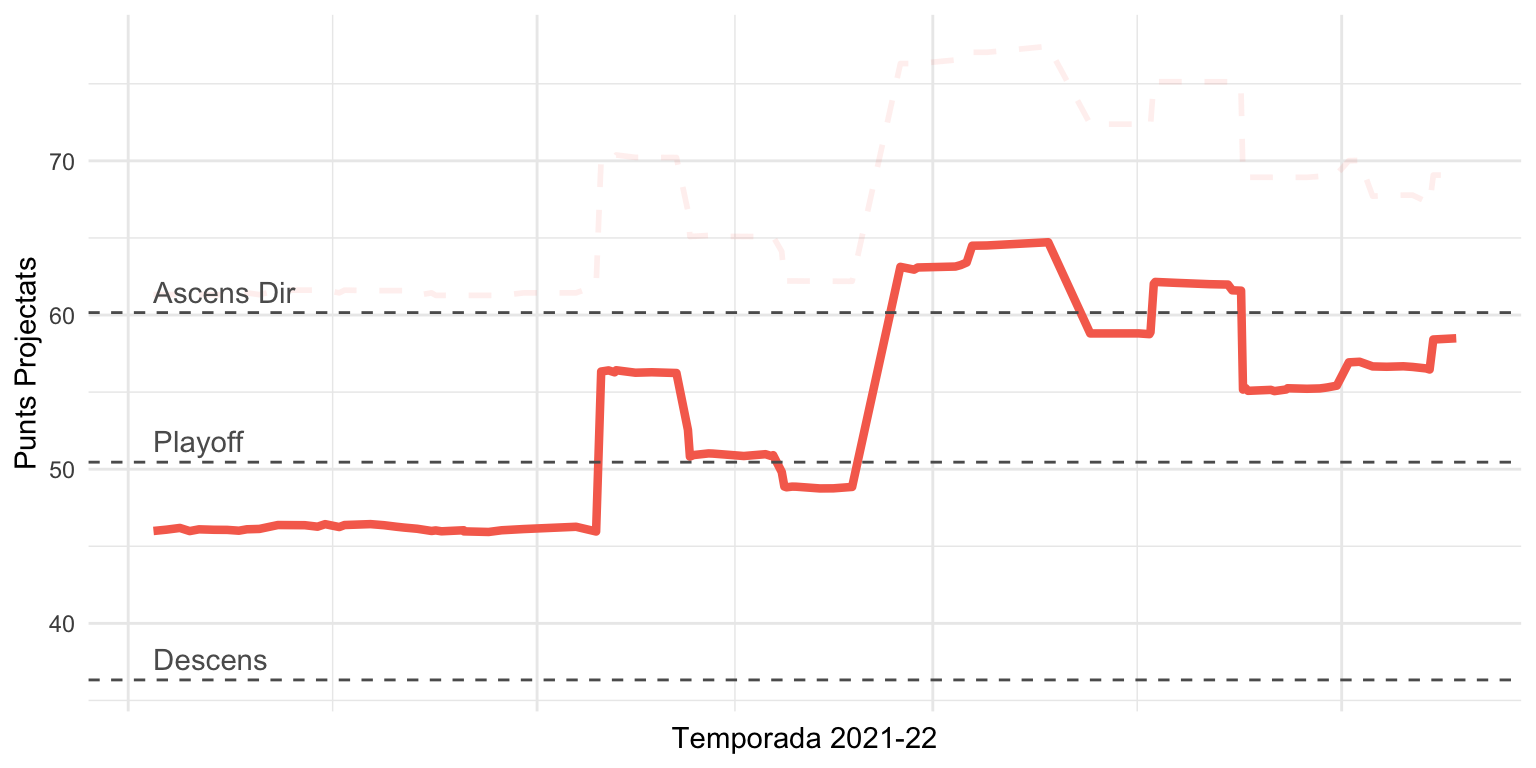 70
60
50
40
Punts Projectats
Ascens Dir
Playoff
Descens
Temporada 2021-22